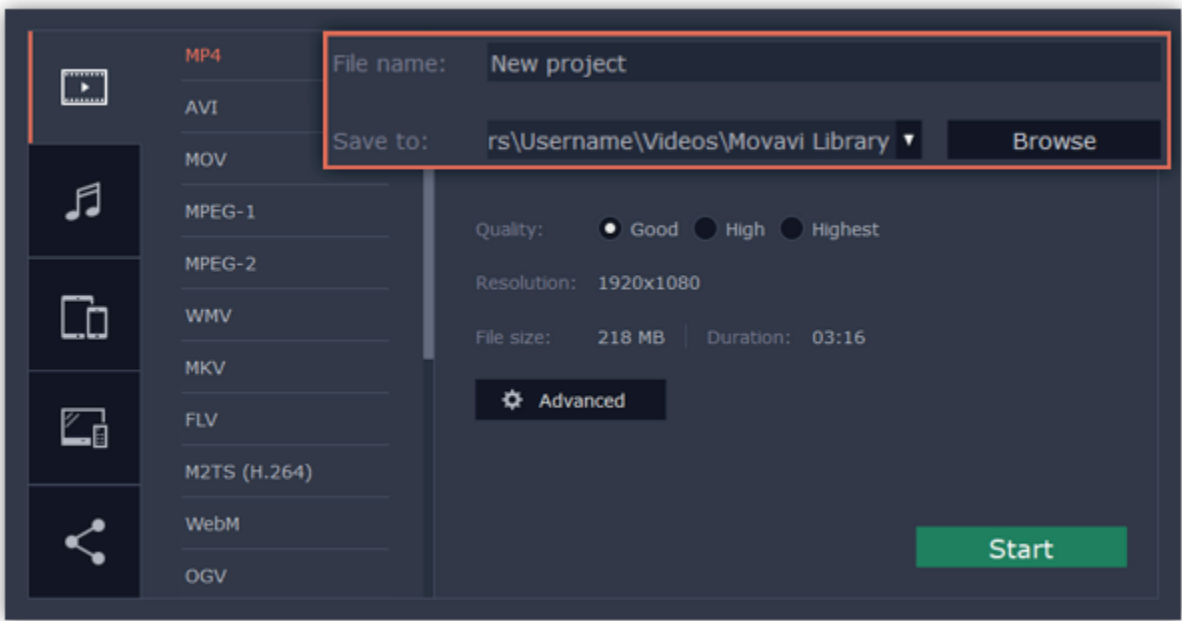 MP4
AVI
MOV
MPEG-1
MPEG-2
WMV
MKV
FLV
M2TS (H.264)
WebM
OGV
File name: New project
Save to: rs\Username\Videos\Movavi Library Browse
Quality: Good High Highest
Resolution: 1920x1080
File size: 218 MB Duration: 03:16
Advanced
Start